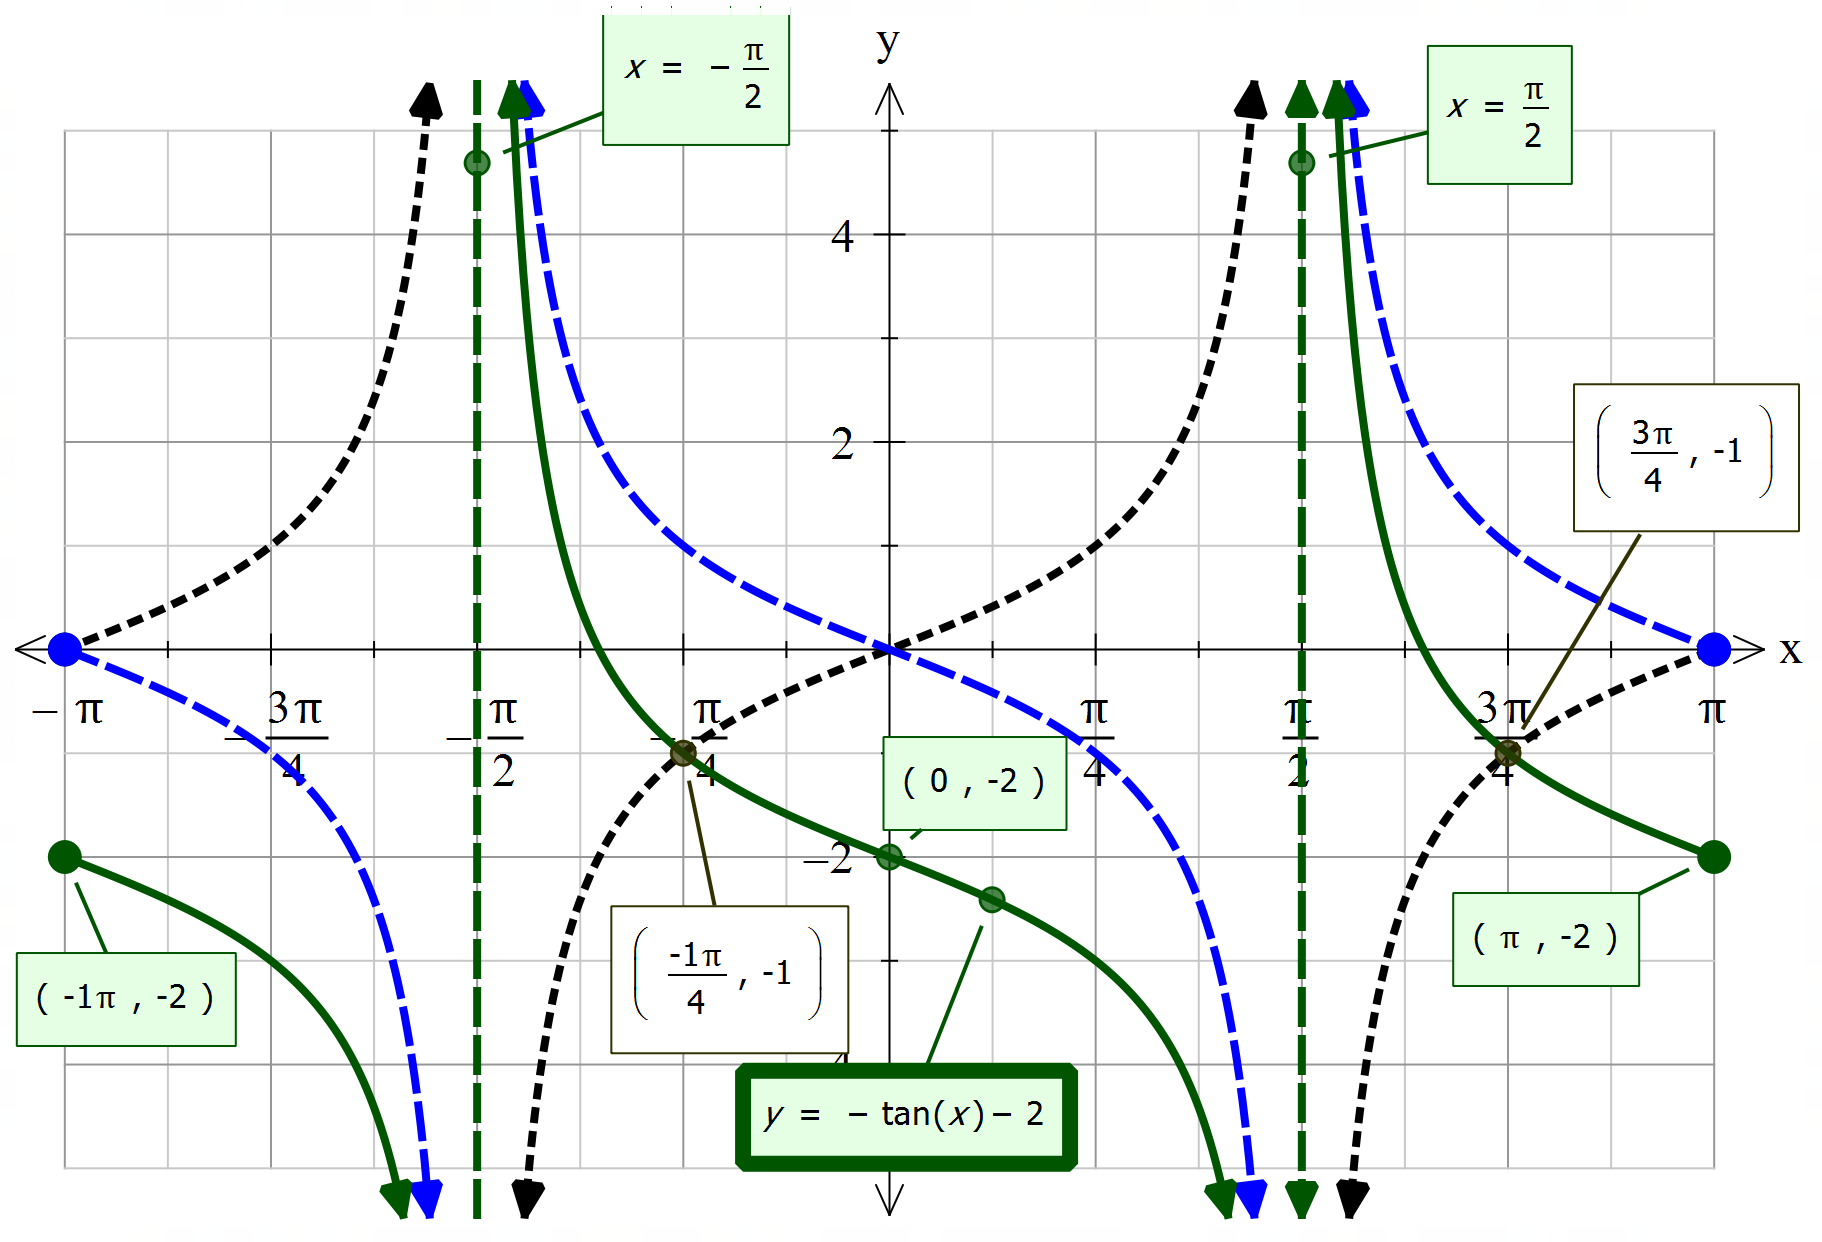 y
x = − π/2
x = π/2
4
2
( 3π/4 , -1 )
x
− π
− 3π/4
− π/2
− π/4
π/4
π/2
3π/4
π
( 0 , -2 )
−2
( -1π , -2 )
( -1π/4 , -1 )
( π , -2 )
y = − tan(x)− 2